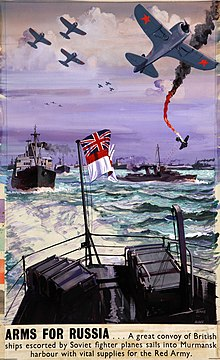 ARMS FOR RUSSIA . . . A great convoy of British
ships escorted by Soviet fighter planes sails into Murmansk
harbour with vital supplies for the Red Army.